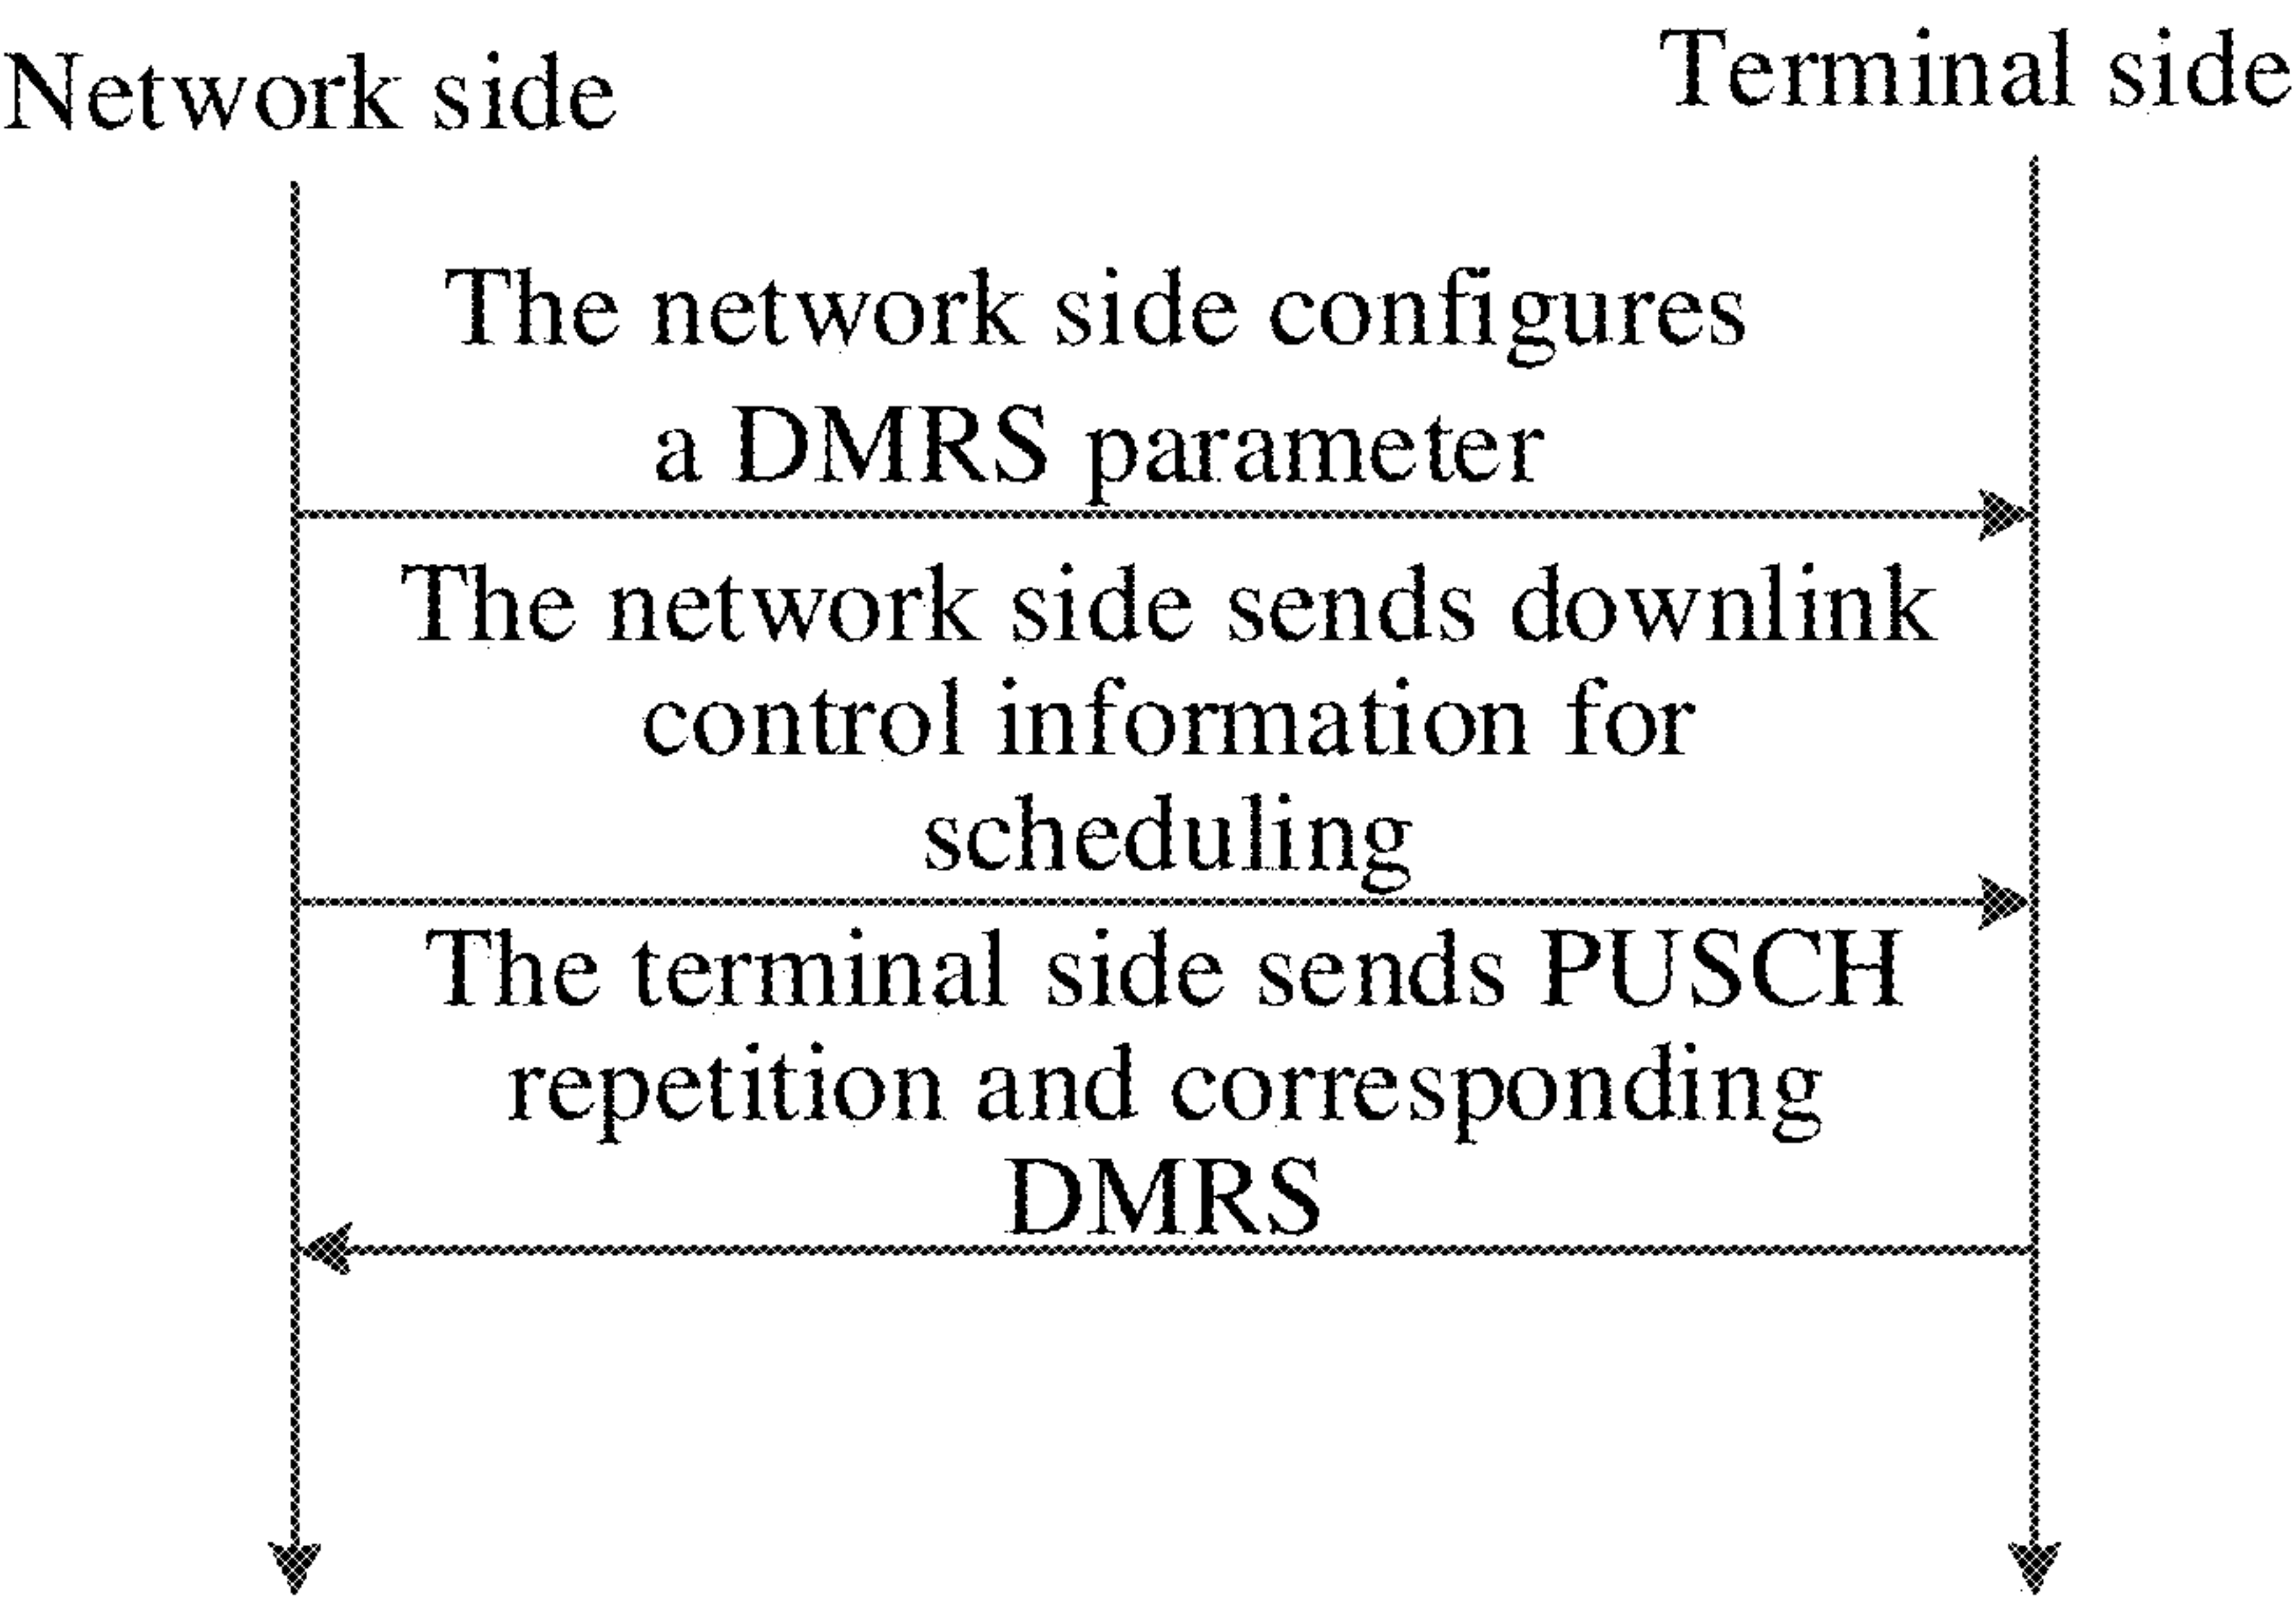 Network side
Terminal side
The network side configures
a DMRS parameter
The network side sends downlink
control information for
scheduling
The terminal side sends PUSCH
repetition and corresponding
DMRS